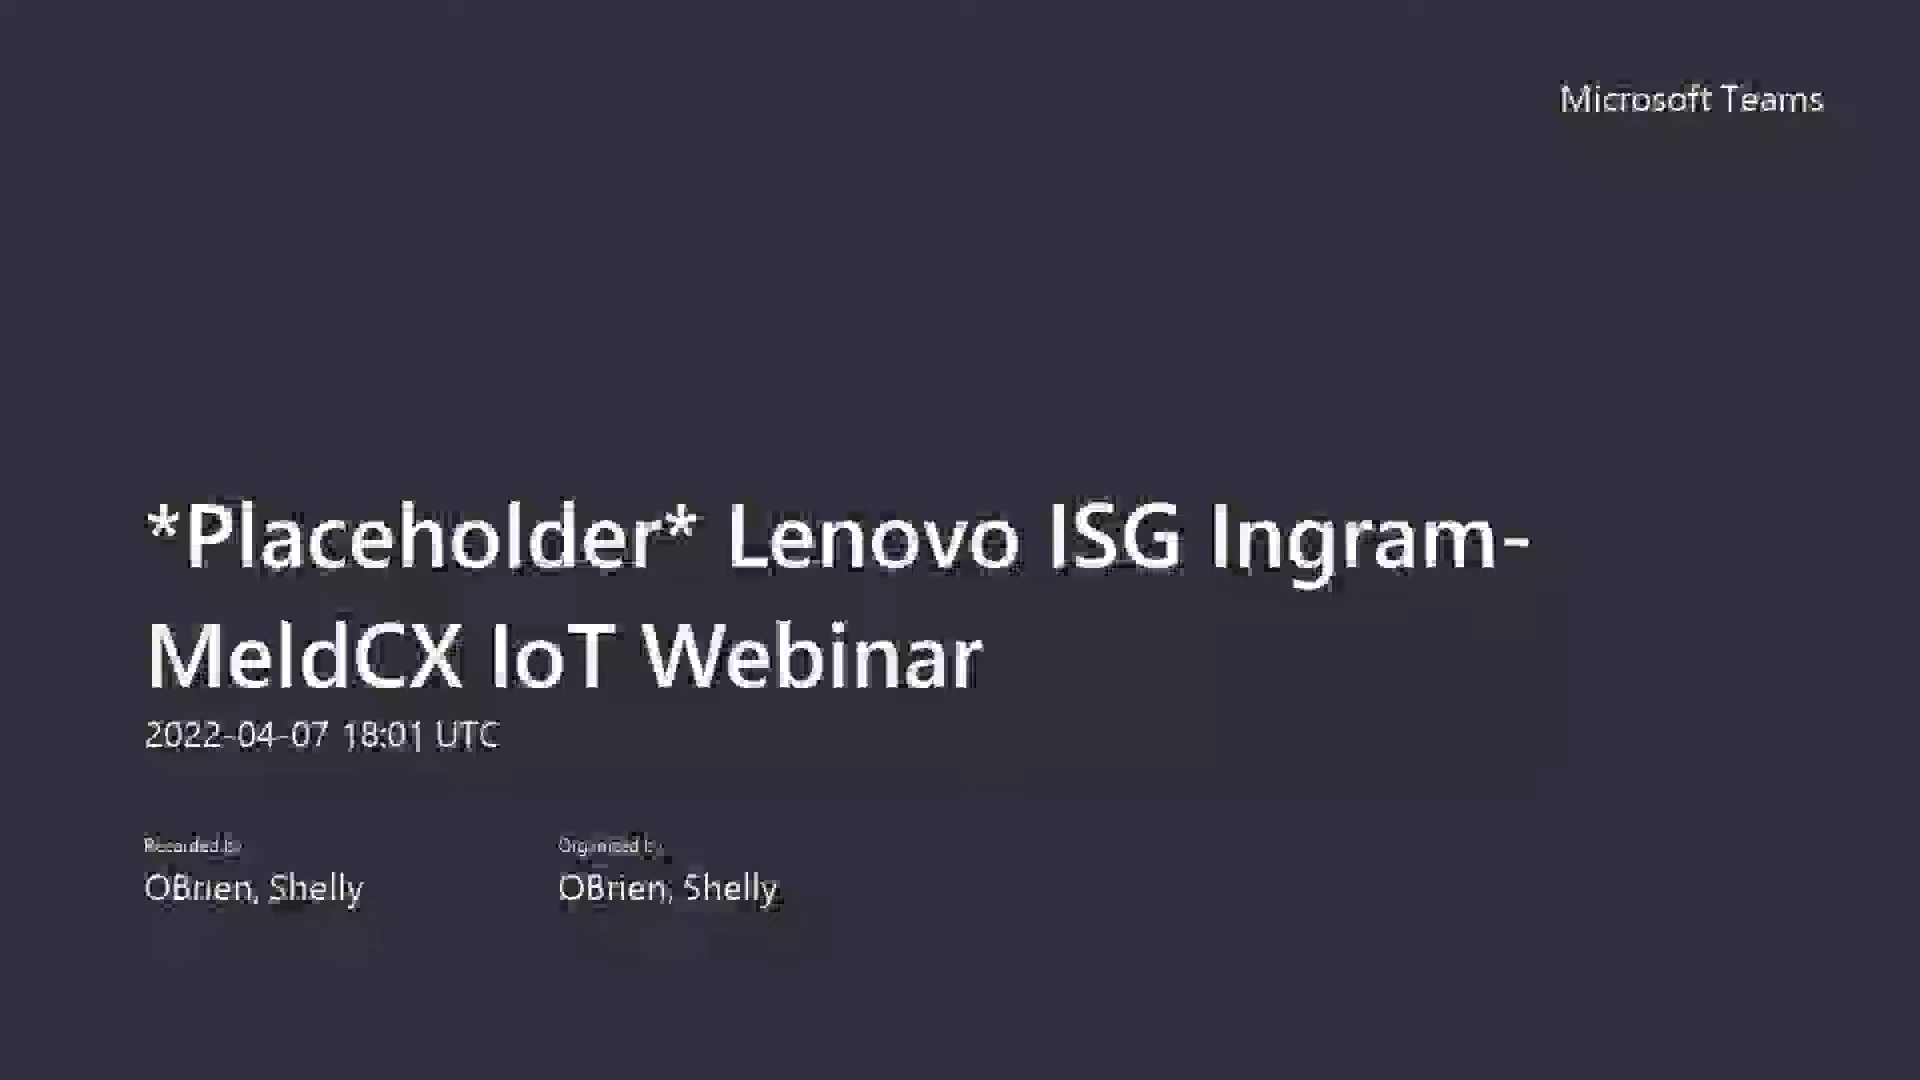 Microsoft Teams
*Placeholder* Lenovo ISG Ingram-
MeldCX IoT Webinar
2022-04-07 18:01 UTC
Recorded by
Organized by
OBrien, Shelly
OBrien, Shelly